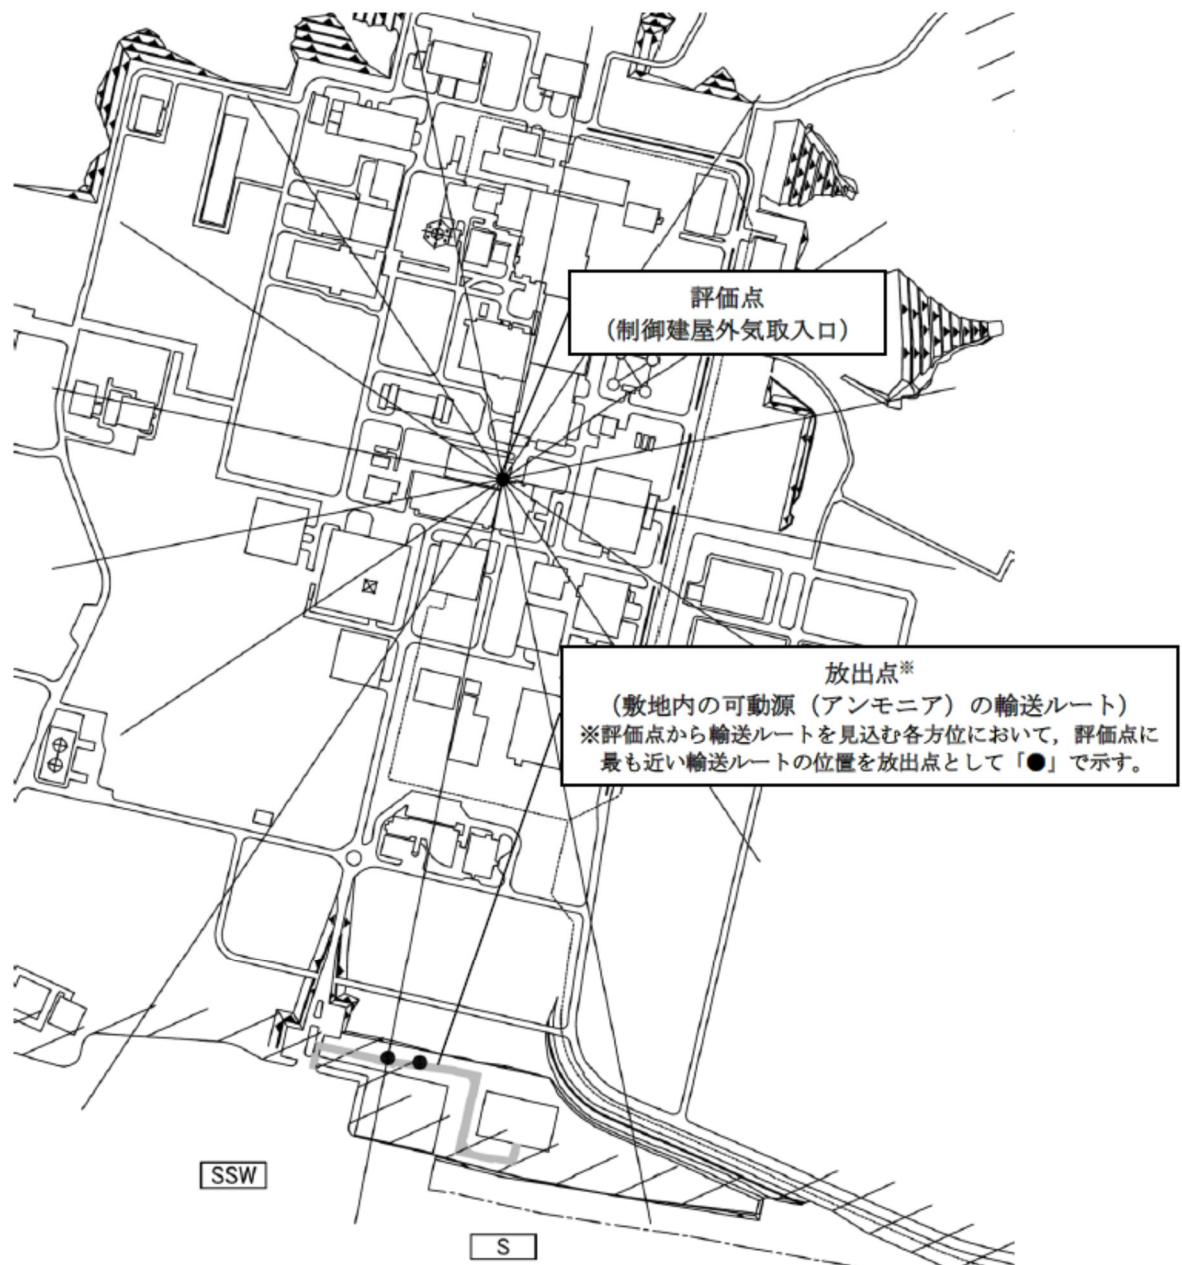 評価点
（制御建屋外気取入口）
放出点※
（敷地内の可動源（アンモニア）の輸送ルート）
※評価点から輸送ルートを見込む各方位において，評価点に
最も近い輸送ルートの位置を放出点として「●」で示す。
SSW
S